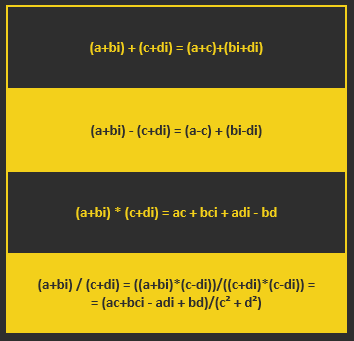 (a+bi) + (c+di) = (a+c)+(bi+di)
(a+bi) - (c+di) = (a-c) + (bi-di)
(a+bi) * (c+di) = ac + bci + adi - bd
(a+bi) / (c+di) = ((a+bi)*(c-di))/((c+di)*(c-di)) =
= (ac+bci - adi + bd)/(c² + d²)